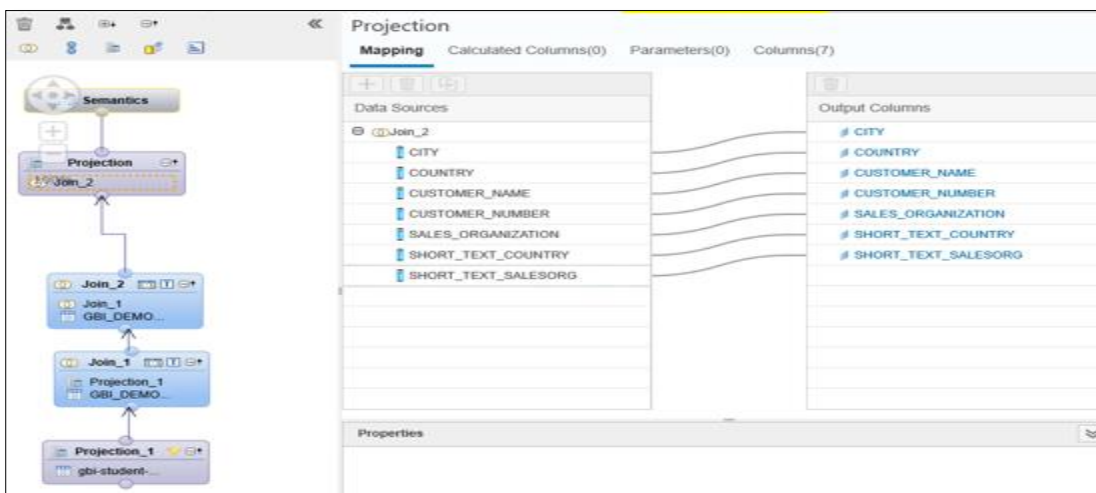 Projection
Mapping Calculated Columns(0) Parameters(0) Columns(7)
Semantics
Projection
Join_2
Join_2
Join_1
GBI_DEMO...
Join_1
Projection_1
GBI_DEMO...
Projection_1
gbi-student-...
Data Sources
Join_2
CITY
COUNTRY
CUSTOMER_NAME
CUSTOMER_NUMBER
SALES_ORGANIZATION
SHORT_TEXT_COUNTRY
SHORT_TEXT_SALESORG
Output Columns
CITY
COUNTRY
CUSTOMER_NAME
CUSTOMER_NUMBER
SALES_ORGANIZATION
SHORT_TEXT_COUNTRY
SHORT_TEXT_SALESORG
Properties